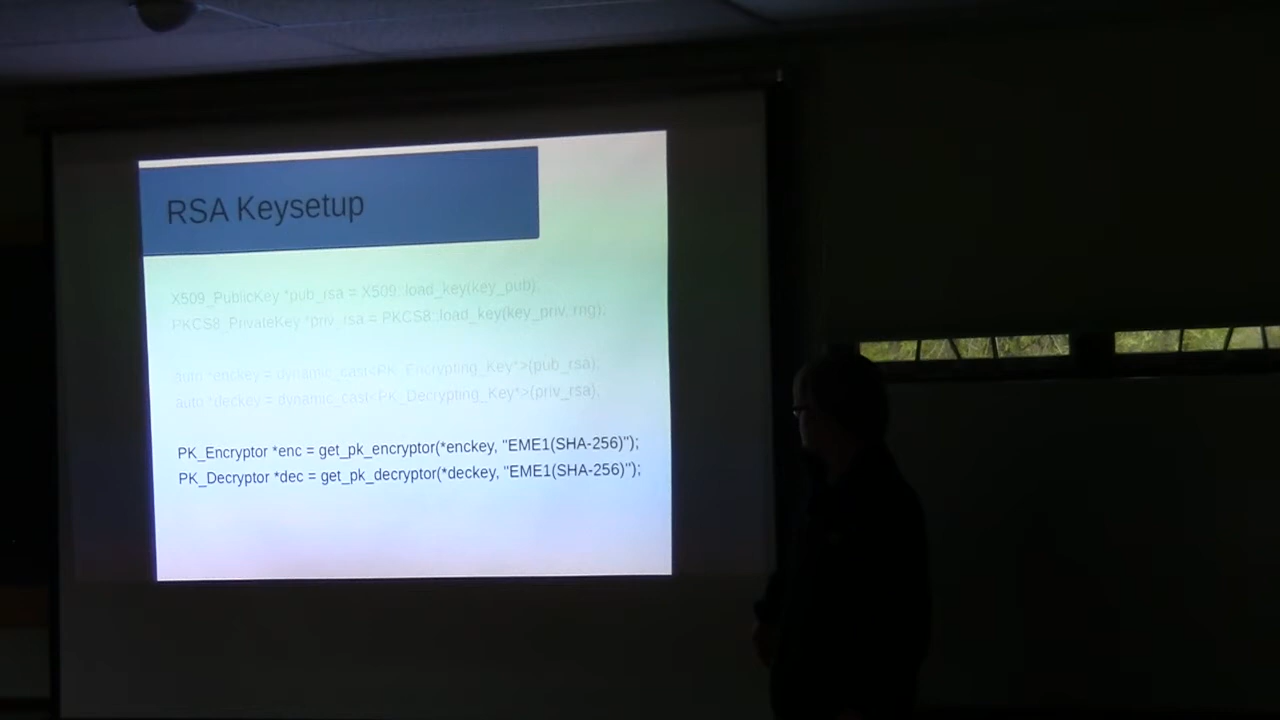 RSA Keysetup
X509_PublicKey *pub_rsa = X509::load_key(key_pub);
PKCS8_PrivateKey *priv_rsa = PKCS8::load_key(key_priv, rng);
auto *enckey = dynamic_cast<PK_Encrypting_Key*>(pub_rsa);
auto *deckey = dynamic_cast<PK_Decrypting_Key*>(priv_rsa);
PK_Encryptor *enc = get_pk_encryptor(*enckey, "EME1(SHA-256)");
PK_Decryptor *dec = get_pk_decryptor(*deckey, "EME1(SHA-256)");